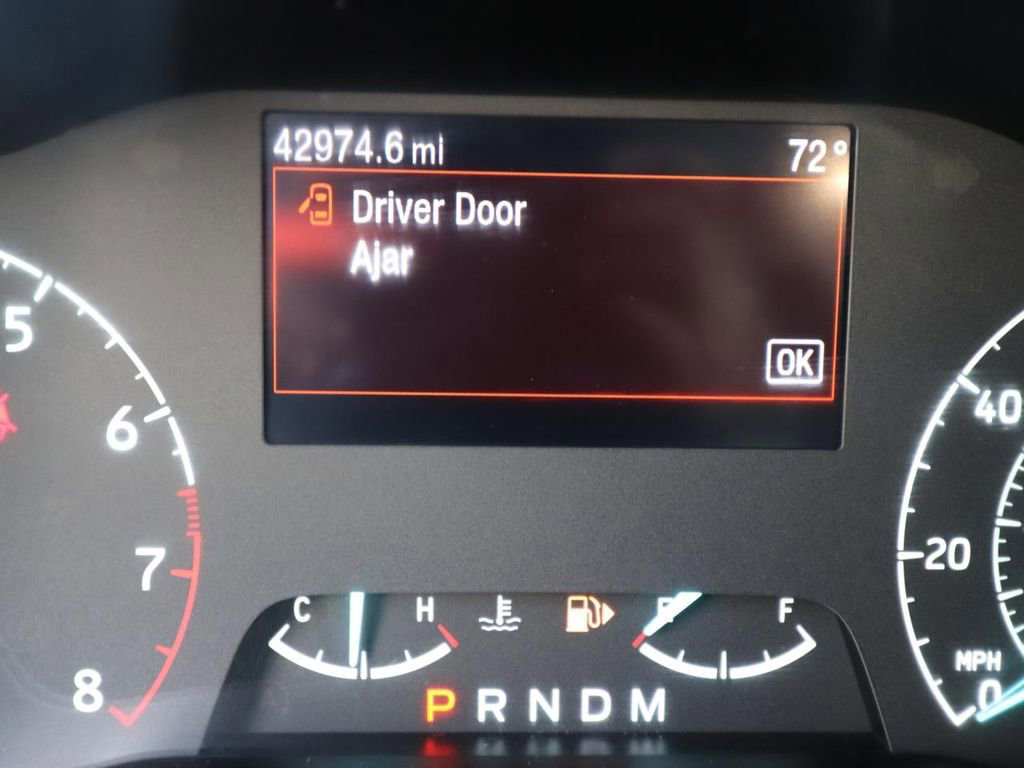 42974.6 mi 72°
Driver Door
Ajar
OK
5
6
7
8
40
20
MPH
0
C H E F
P R N D M